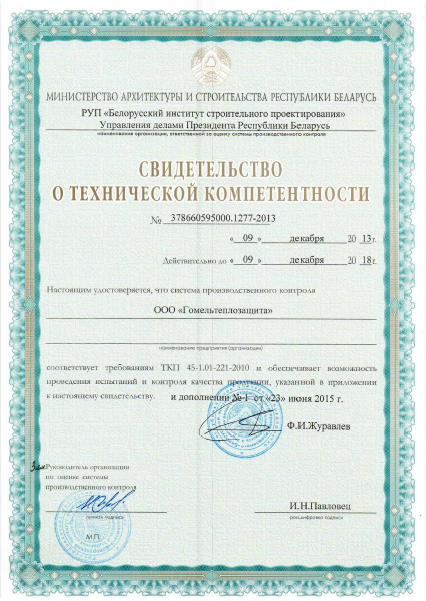 МИНИСТЕРСТВО АРХИТЕКТУРЫ И СТРОИТЕЛЬСТВА РЕСПУБЛИКИ БЕЛАРУСЬ
РУП «Белорусский институт строительного проектирования»
Управления делами Президента Республики Беларусь
наименование организации, ответственной за оценку системы производственного контроля
СВИДЕТЕЛЬСТВО
О ТЕХНИЧЕСКОЙ КОМПЕТЕНТНОСТИ
№ 378660595000.1277-2013
« 09 » декабря 20 13 г.
Действительно до « 09 » декабря 20 18 г.
Настоящим удостоверяется, что система производственного контроля
ООО «Гомельтеплозащита»
наименование предприятия (организации)
соответствует требованиям ТКП 45-1.01-221-2010 и обеспечивает возможность
проведения испытаний и контроля качества продукции, указанной в приложении
к настоящему свидетельству. и дополнении №1 от «23» июня 2015 г.
Ф.И.Журавлев
Зам. Руководитель организации
по оценке системы
производственного контроля
И.Н.Павловец
личная подпись
расшифровка подписи
М.П.